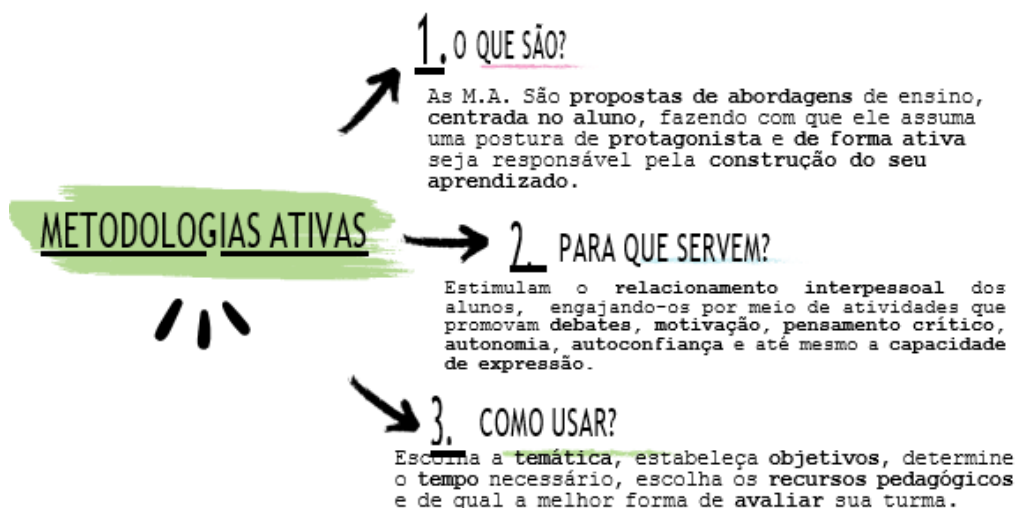 1. O QUE SÃO?
As M.A. São propostas de abordagens de ensino,
centrada no aluno, fazendo com que ele assuma
uma postura de protagonista e de forma ativa
seja responsável pela construção do seu
aprendizado.
METODOLOGIAS ATIVAS
2. PARA QUE SERVEM?
Estimulam o relacionamento interpessoal dos
alunos, engajando-os por meio de atividades que
promovam debates, motivação, pensamento crítico,
autonomia, autoconfiança e até mesmo a capacidade
de expressão.
3. COMO USAR?
Escolha a temática, estabeleça objetivos, determine
o tempo necessário, escolha os recursos pedagógicos
e de qual a melhor forma de avaliar sua turma.